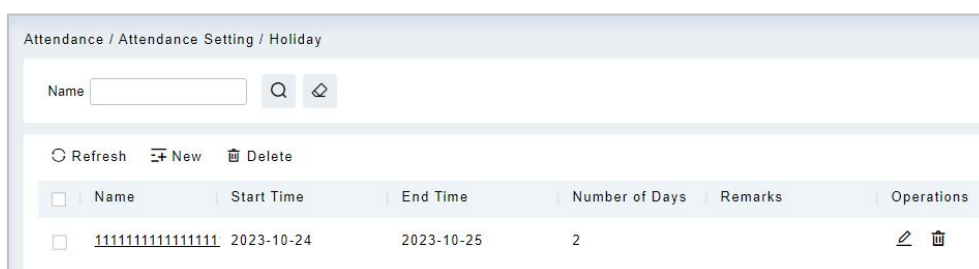 Attendance / Attendance Setting / Holiday
Name
Refresh New Delete
Name Start Time End Time Number of Days Remarks Operations
1111111111111111 2023-10-24 2023-10-25 2